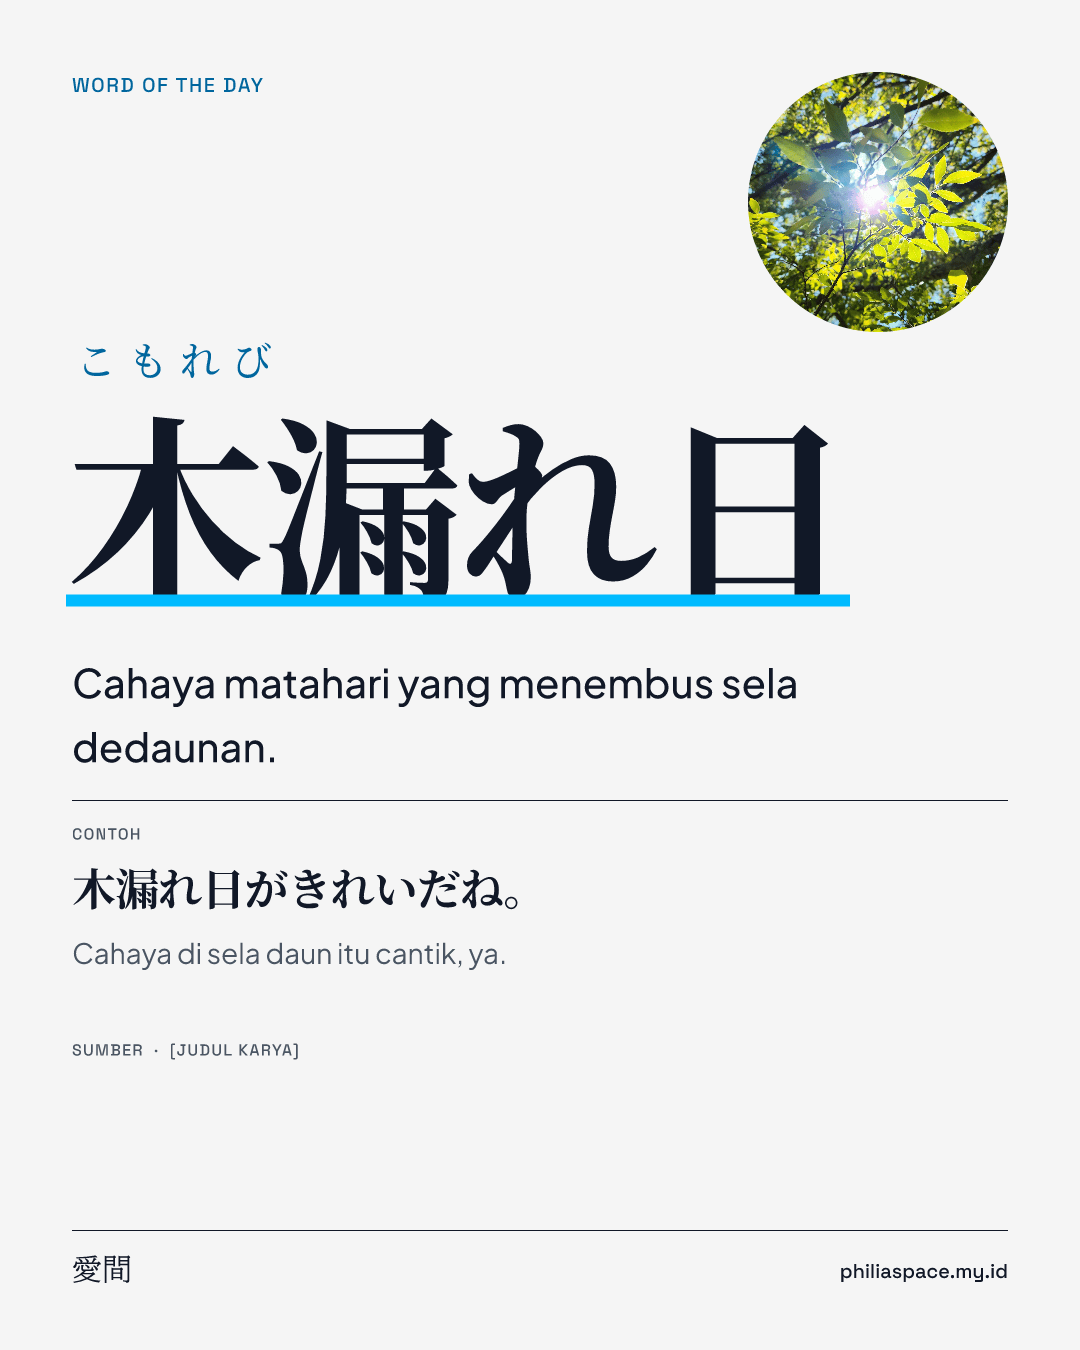 WORD OF THE DAY
こもれび
木漏れ日
Cahaya matahari yang menembus sela
dedaunan.
CONTOH
木漏れ日がきれいだね。
Cahaya di sela daun itu cantik, ya.
SUMBER · [JUDUL KARYA]
愛間
philiaspace.my.id